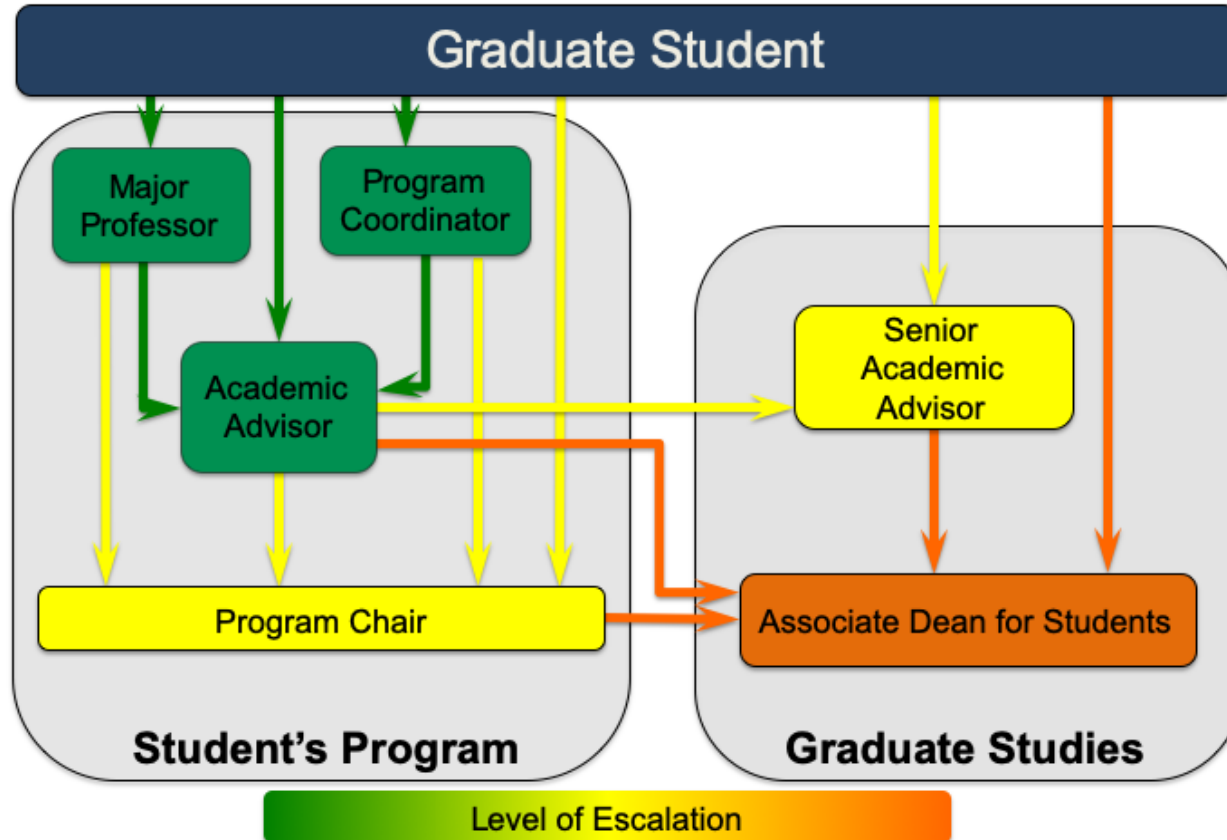 Graduate Student
Major
Professor
Program
Coordinator
Academic
Advisor
Senior
Academic
Advisor
Program Chair
Associate Dean for Students
Student’s Program
Graduate Studies
Level of Escalation